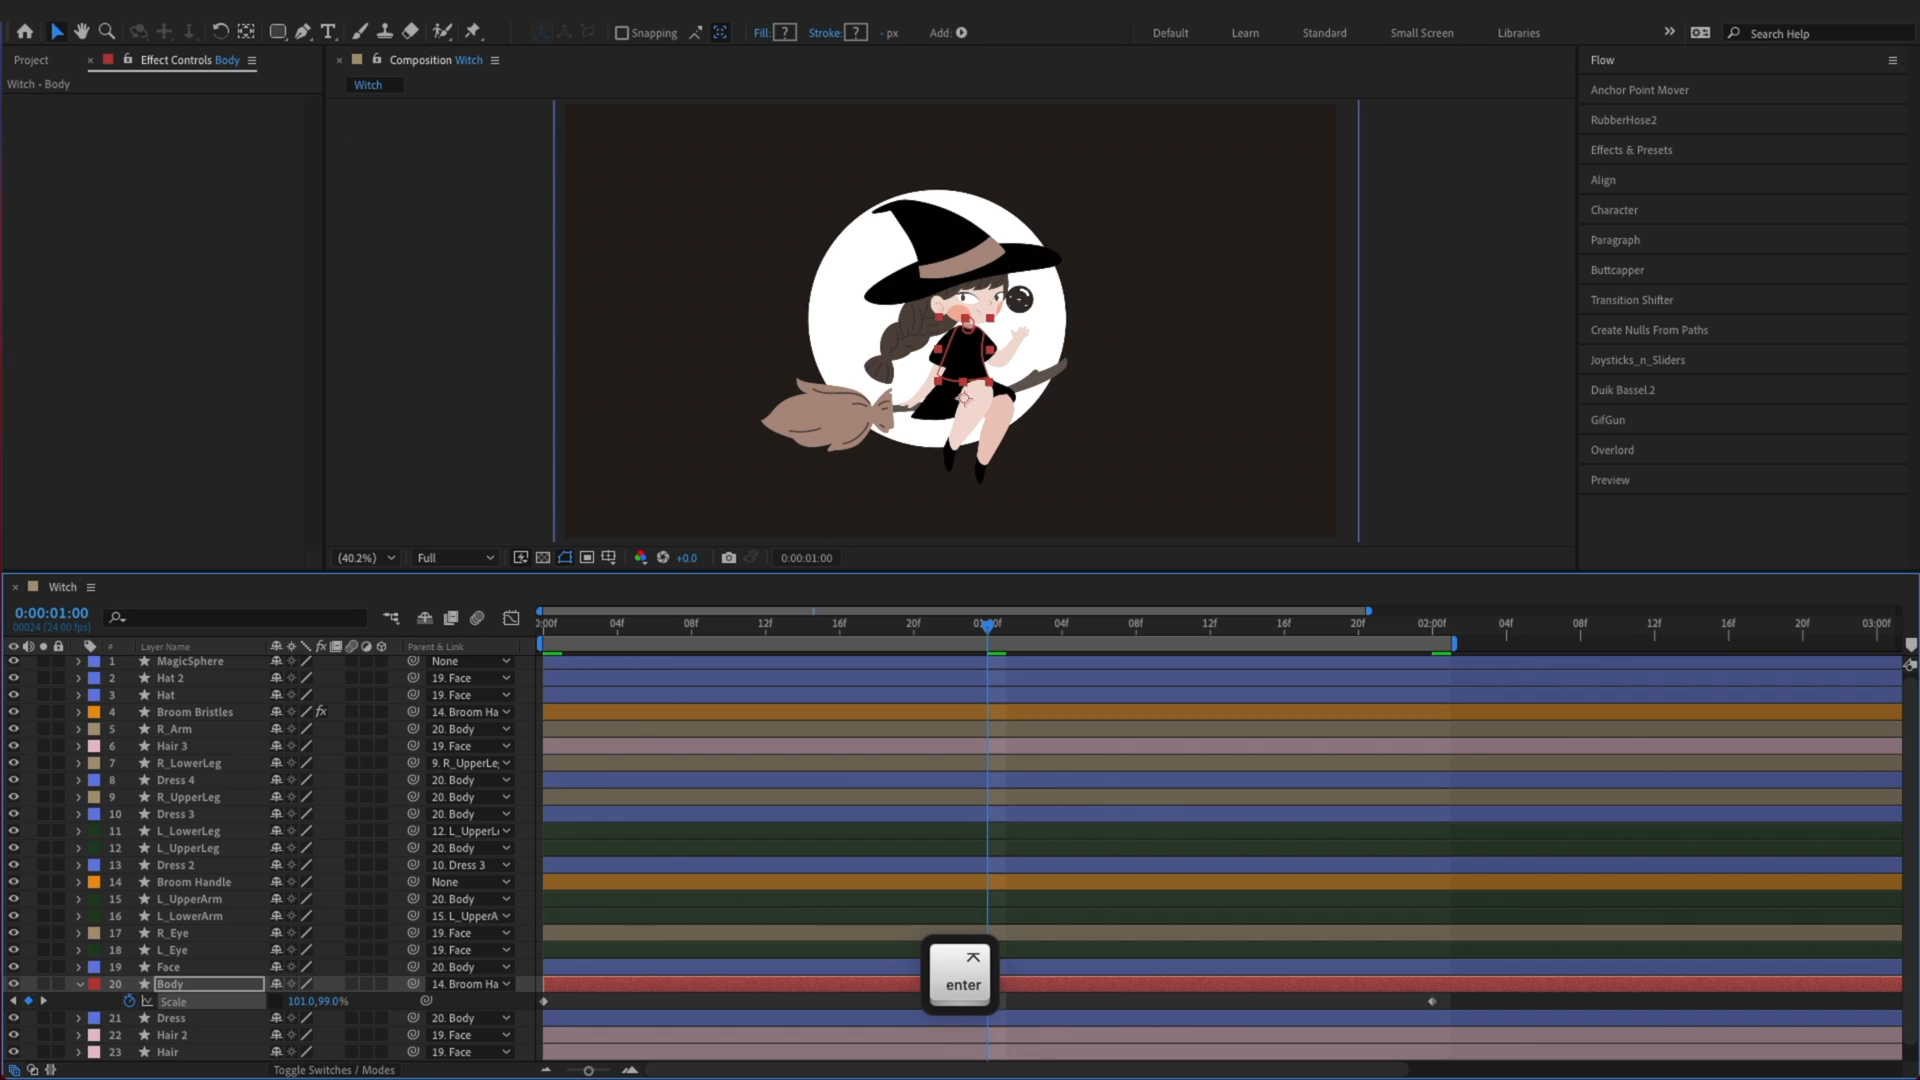 Snapping
Fill: ?
Stroke: ?
- px
Add:
Default
Learn
Standard
Small Screen
Libraries
Search Help
Project
Effect Controls Body
Composition Witch
Flow
Witch • Body
Witch
Anchor Point Mover
RubberHose2
Effects & Presets
Align
Character
Paragraph
Buttcapper
Transition Shifter
Create Nulls From Paths
Joysticks_n_Sliders
Duik Bassel.2
GifGun
Overlord
Preview
(40.2%)
Full
+0.0
0:00:01:00
Witch
0:00:01:00
00024 (24.00 fps)
04f 08f 12f 16f 20f 04f 08f 12f 16f 20f 02:00f 04f 08f 12f 16f 20f 03:00f
# Layer Name fx Parent & Link
1 MagicSphere None
2 Hat 2 19. Face
3 Hat 19. Face
4 Broom Bristles fx 14. Broom Ha
5 R_Arm 20. Body
6 Hair 3 19. Face
7 R_LowerLeg 9. R_UpperLe
8 Dress 4 20. Body
9 R_UpperLeg 20. Body
10 Dress 3 20. Body
11 L_LowerLeg 12. L_UpperL
12 L_UpperLeg 20. Body
13 Dress 2 10. Dress 3
14 Broom Handle None
15 L_UpperArm 20. Body
16 L_LowerArm 15. L_UpperA
17 R_Eye 19. Face
18 L_Eye 19. Face
19 Face 20. Body
20 Body 14. Broom Ha
Scale 101.0,99.0%
21 Dress 20. Body
22 Hair 2 19. Face
23 Hair 19. Face
enter
Toggle Switches / Modes